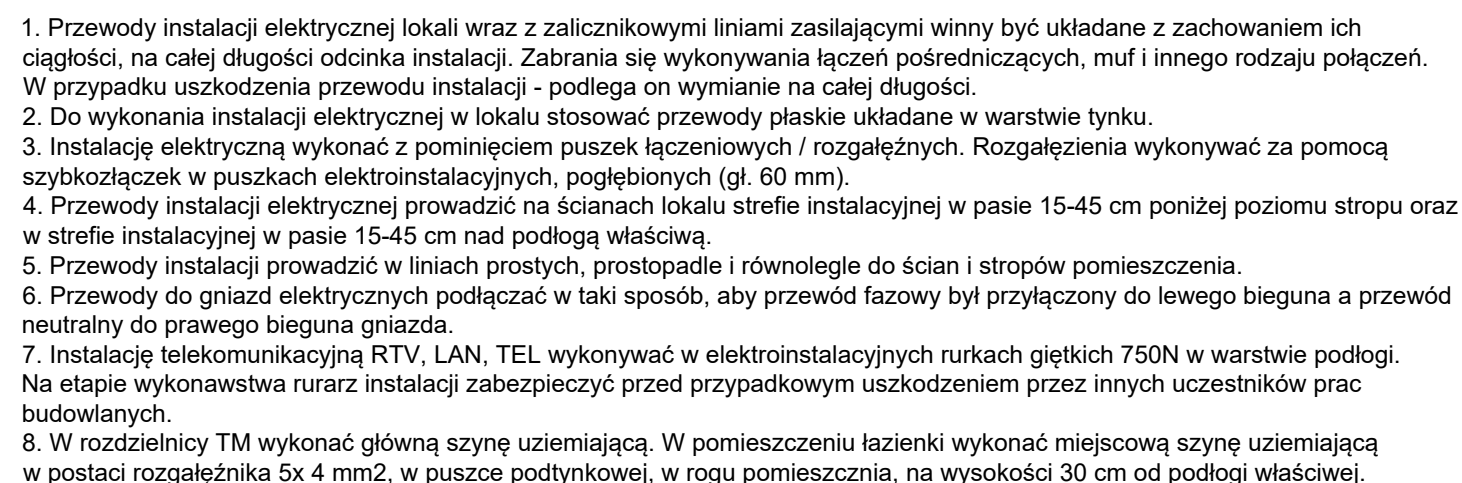 1. Przewody instalacji elektrycznej lokali wraz z zalicznikowymi liniami zasilającymi winny być układane z zachowaniem ich
ciągłości, na całej długości odcinka instalacji. Zabrania się wykonywania łączeń pośredniczących, muf i innego rodzaju połączeń.
W przypadku uszkodzenia przewodu instalacji - podlega on wymianie na całej długości.
2. Do wykonania instalacji elektrycznej w lokalu stosować przewody płaskie układane w warstwie tynku.
3. Instalację elektryczną wykonać z pominięciem puszek łączeniowych / rozgałęźnych. Rozgałęzienia wykonywać za pomocą
szybkozłączek w puszkach elektroinstalacyjnych, pogłębionych (gł. 60 mm).
4. Przewody instalacji elektrycznej prowadzić na ścianach lokalu strefie instalacyjnej w pasie 15-45 cm poniżej poziomu stropu oraz
w strefie instalacyjnej w pasie 15-45 cm nad podłogą właściwą.
5. Przewody instalacji prowadzić w liniach prostych, prostopadle i równolegle do ścian i stropów pomieszczenia.
6. Przewody do gniazd elektrycznych podłączać w taki sposób, aby przewód fazowy był przyłączony do lewego bieguna a przewód
neutralny do prawego bieguna gniazda.
7. Instalację telekomunikacyjną RTV, LAN, TEL wykonywać w elektroinstalacyjnych rurkach giętkich 750N w warstwie podłogi.
Na etapie wykonawstwa rurarz instalacji zabezpieczyć przed przypadkowym uszkodzeniem przez innych uczestników prac
budowlanych.
8. W rozdzielnicy TM wykonać główną szynę uziemiającą. W pomieszczeniu łazienki wykonać miejscową szynę uziemiającą
w postaci rozgałęźnika 5x 4 mm2, w puszce podtynkowej, w rogu pomieszcznia, na wysokości 30 cm od podłogi właściwej.